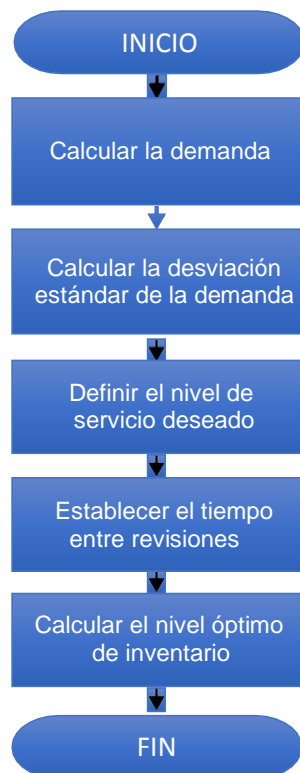 INICIO
Calcular la demanda
Calcular la desviación
estándar de la demanda
Definir el nivel de
servicio deseado
Establecer el tiempo
entre revisiones
Calcular el nivel óptimo
de inventario
FIN